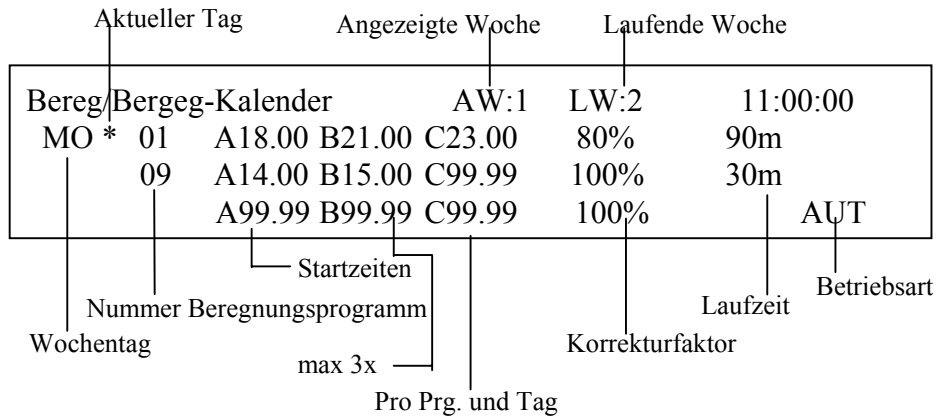 Aktueller Tag Angezeigte Woche Laufende Woche
Bereg/Bergeg-Kalender AW:1 LW:2 11:00:00
MO * 01 A18.00 B21.00 C23.00 80% 90m
09 A14.00 B15.00 C99.99 100% 30m
A99.99 B99.99 C99.99 100% AUT
Startzeiten
Betriebsart
Nummer Beregnungsprogramm Laufzeit
Wochentag Korrekturfaktor
max 3x
Pro Prg. und Tag